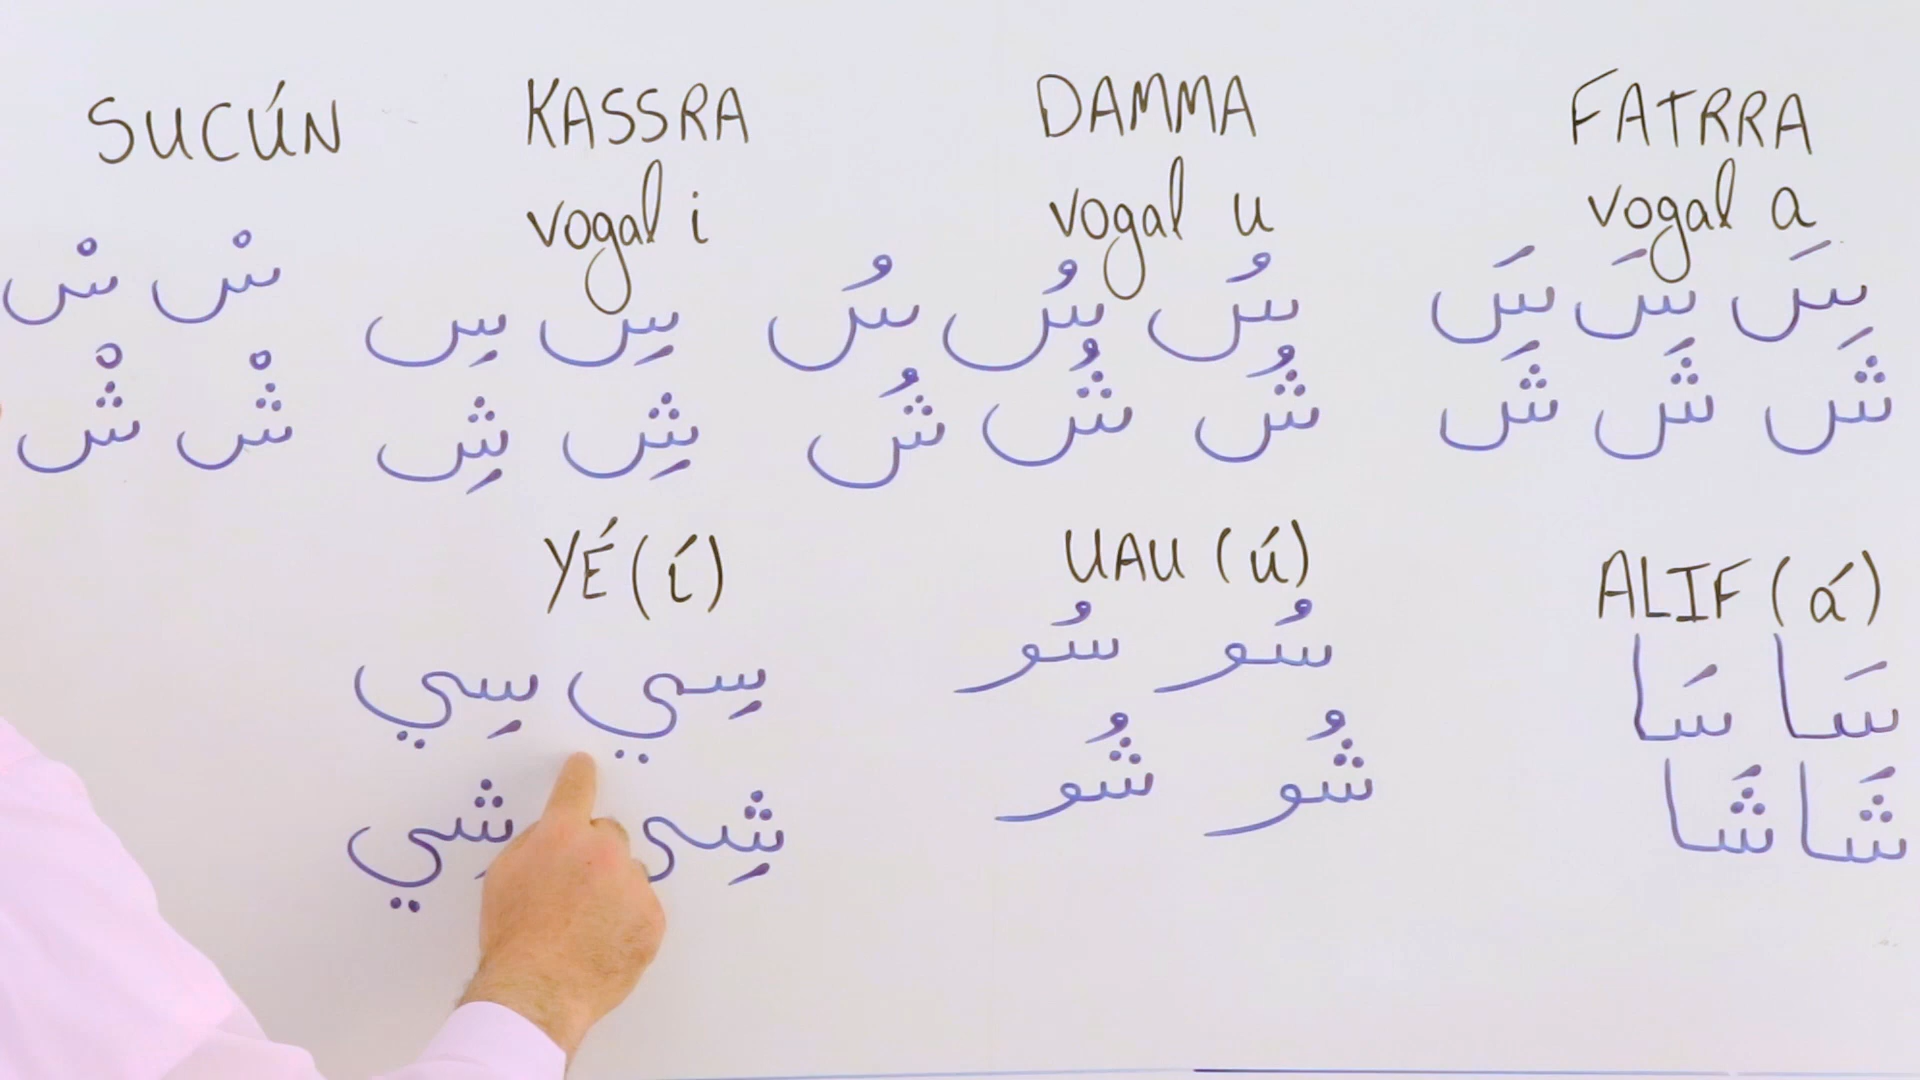 SUCÚN KASSRA DAMMA FATRRA
vogal i vogal u vogal a
سْ سْ
سِ سِ
سُ سُ سُ
سَ سَ سَ
شْ شْ
شِ شِ
شُ شُ شُ
شَ شَ شَ
YÉ (í) UAU (ú) ALIF (á)
سِي سِي
سُو سُو
سَا سَا
شِي
شُو شُو
شَا شَا